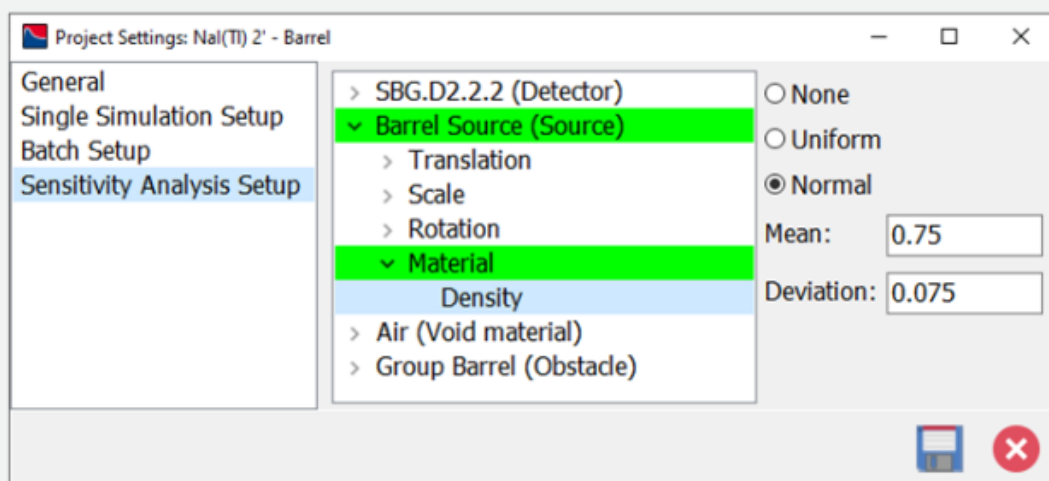 Project Settings: NaI(Tl) 2' - Barrel
General
Single Simulation Setup
Batch Setup
Sensitivity Analysis Setup
SBG.D2.2.2 (Detector)
Barrel Source (Source)
Translation
Scale
Rotation
Material
Density
Air (Void material)
Group Barrel (Obstacle)
None
Uniform
Normal
Mean: 0.75
Deviation: 0.075